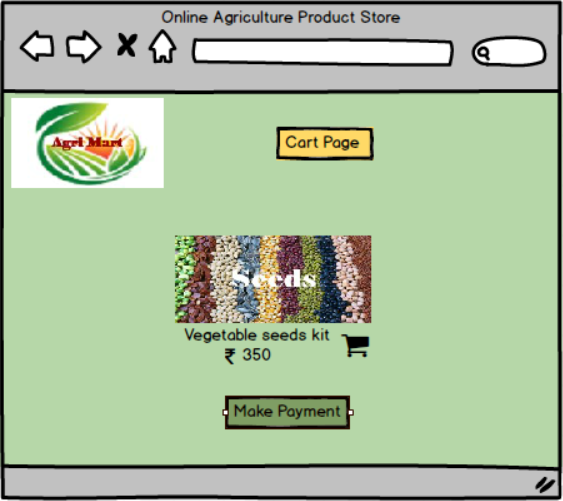 Online Agriculture Product Store
Agri Mart
Cart Page
Seeds
Vegetable seeds kit
₹ 350
Make Payment